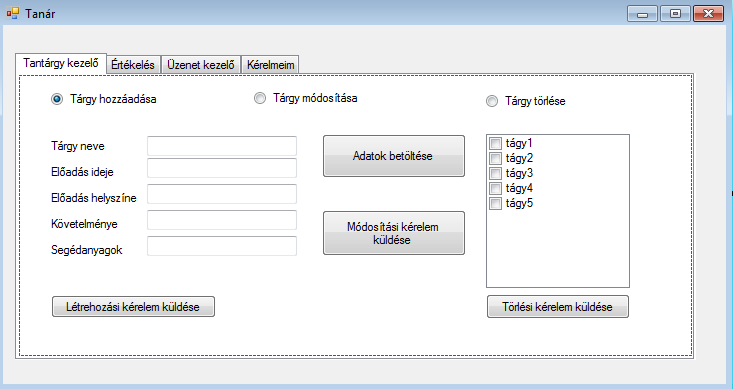 Tanár
Tantárgy kezelő Értékelés Üzenet kezelő Kérelmeim
Tárgy hozzáadása Tárgy módosítása Tárgy törlése
Tárgy neve
Előadás ideje
Előadás helyszíne
Követelménye
Segédanyagok
Adatok betöltése
Módosítási kérelem
küldése
tágy1
tágy2
tágy3
tágy4
tágy5
Létrehozási kérelem küldése
Törlési kérelem küldése